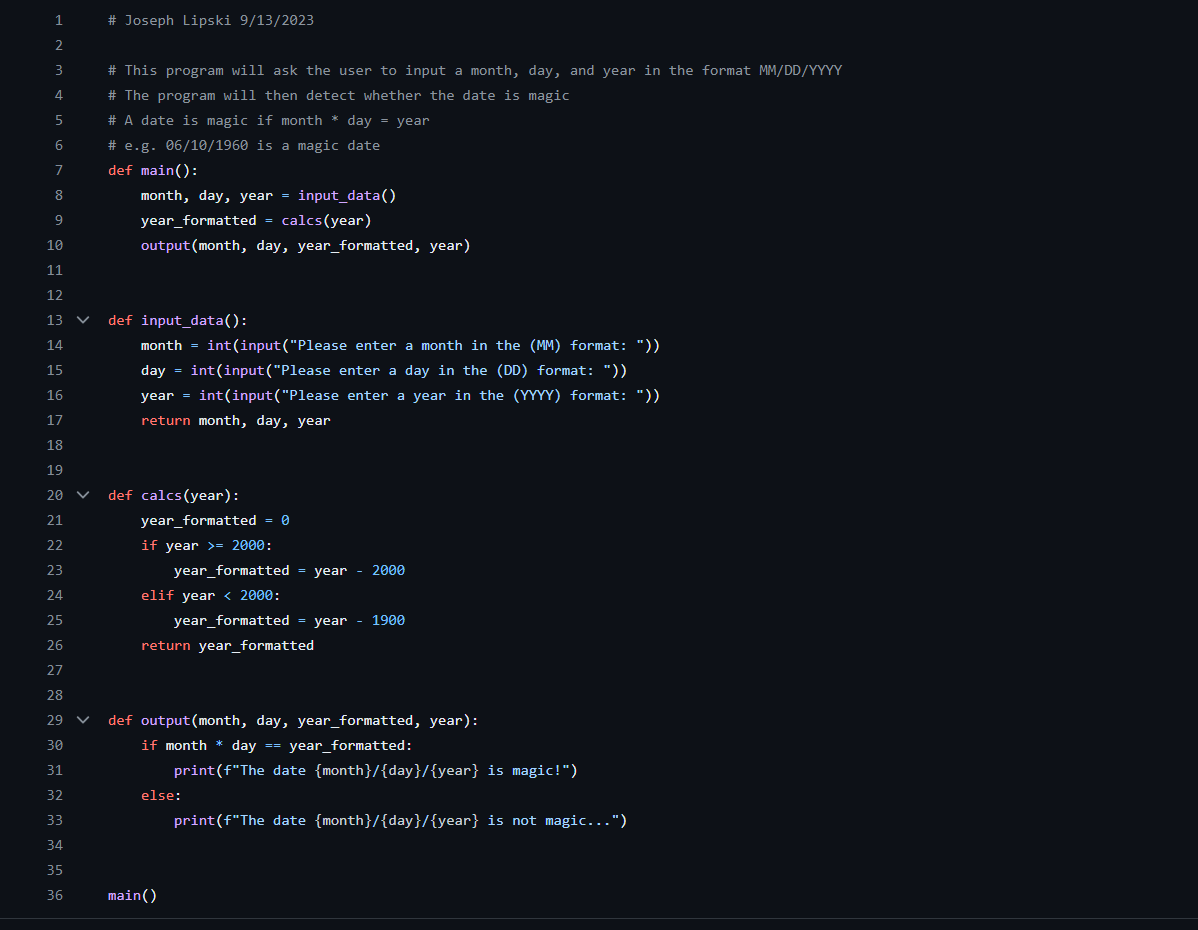 1 # Joseph Lipski 9/13/2023
2
3 # This program will ask the user to input a month, day, and year in the format MM/DD/YYYY
4 # The program will then detect whether the date is magic
5 # A date is magic if month * day = year
6 # e.g. 06/10/1960 is a magic date
7 def main():
8     month, day, year = input_data()
9     year_formatted = calcs(year)
10     output(month, day, year_formatted, year)
11
12
13 def input_data():
14     month = int(input("Please enter a month in the (MM) format: "))
15     day = int(input("Please enter a day in the (DD) format: "))
16     year = int(input("Please enter a year in the (YYYY) format: "))
17     return month, day, year
18
19
20 def calcs(year):
21     year_formatted = 0
22     if year >= 2000:
23         year_formatted = year - 2000
24     elif year < 2000:
25         year_formatted = year - 1900
26     return year_formatted
27
28
29 def output(month, day, year_formatted, year):
30     if month * day == year_formatted:
31         print(f"The date {month}/{day}/{year} is magic!")
32     else:
33         print(f"The date {month}/{day}/{year} is not magic...")
34
35
36 main()